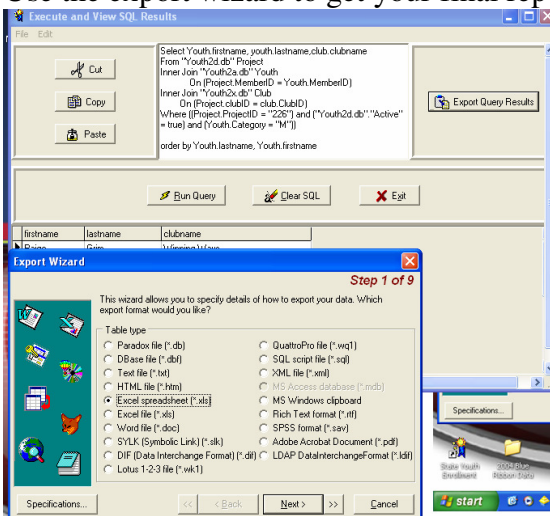 Use the export wizard to get your final rep
Execute and View SQL Results
File Edit
Cut
Copy
Paste
Select Youth.firstname, youth.lastname,club.clubname
From "Youth2d.db" Project
Inner Join "Youth2a.db" Youth
On (Project.MemberID = Youth.MemberID)
Inner Join "Youth2x.db" Club
On (Project.clubID = club.ClubID)
Where ((Project.ProjectID = "226") and ("Youth2d.db"."Active"
= true) and (Youth.Category = "M"))
order by Youth.lastname, Youth.firstname
Export Query Results
Run Query
Clear SQL
Exit
firstname lastname clubname
Export Wizard
Step 1 of 9
This wizard allows you to specify details of how to export your data. Which
export format would you like?
Table type
Paradox file (*.db)
DBase file (*.dbf)
Text file (*.txt)
HTML file (*.htm)
Excel spreadsheet (*.xls)
Excel file (*.xls)
Word file (*.doc)
SYLK (Symbolic Link) (*.slk)
DIF (Data Interchange Format) (*.dif)
Lotus 1-2-3 file (*.wk1)
QuattroPro file (*.wq1)
SQL script file (*.sql)
XML file (*.xml)
MS Access database (*.mdb)
MS Windows clipboard
Rich Text format (*.rtf)
SPSS format (*.sav)
Adobe Acrobat Document (*.pdf)
LDAP DataInterchangeFormat (*.ldif)
Specifications...
<< < Back Next > >> Cancel
Specifications...
State Youth
Enrollment
2004 Blue
Ribbon Data
start